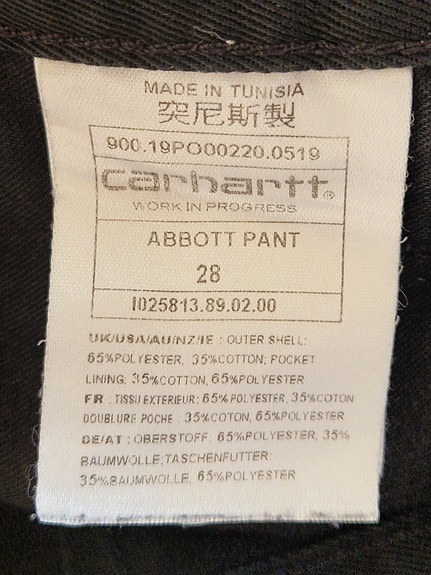 MADE IN TUNISIA
突尼斯製
900.19PO00220.0519
carhartt®
WORK IN PROGRESS
ABBOTT PANT
28
I025813.89.02.00
UK/USA/AU/NZ/IE : OUTER SHELL:
65%POLYESTER, 35%COTTON; POCKET
LINING: 35%COTTON, 65%POLYESTER
FR : TISSU EXTERIEUR: 65% POLYESTER, 35%COTON
DOUBLURE POCHE : 35%COTON, 65%POLYESTER
DE/AT : OBERSTOFF: 65%POLYESTER, 35%
BAUMWOLLE; TASCHENFUTTER:
35%BAUMWOLLE, 65%POLYESTER